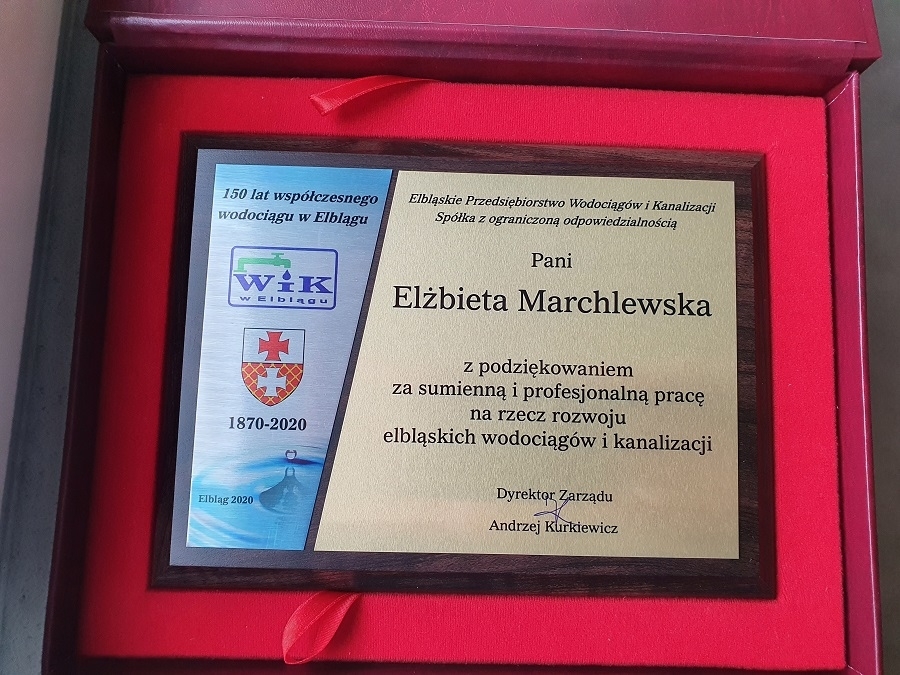 150 lat współczesnego
wodociągu w Elblągu
WiK
w Elblągu
1870-2020
Elbląg 2020
Elbląskie Przedsiębiorstwo Wodociągów i Kanalizacji
Spółka z ograniczoną odpowiedzialnością
Pani
Elżbieta Marchlewska
z podziękowaniem
za sumienną i profesjonalną pracę
na rzecz rozwoju
elbląskich wodociągów i kanalizacji
Dyrektor Zarządu
Andrzej Kurkiewicz